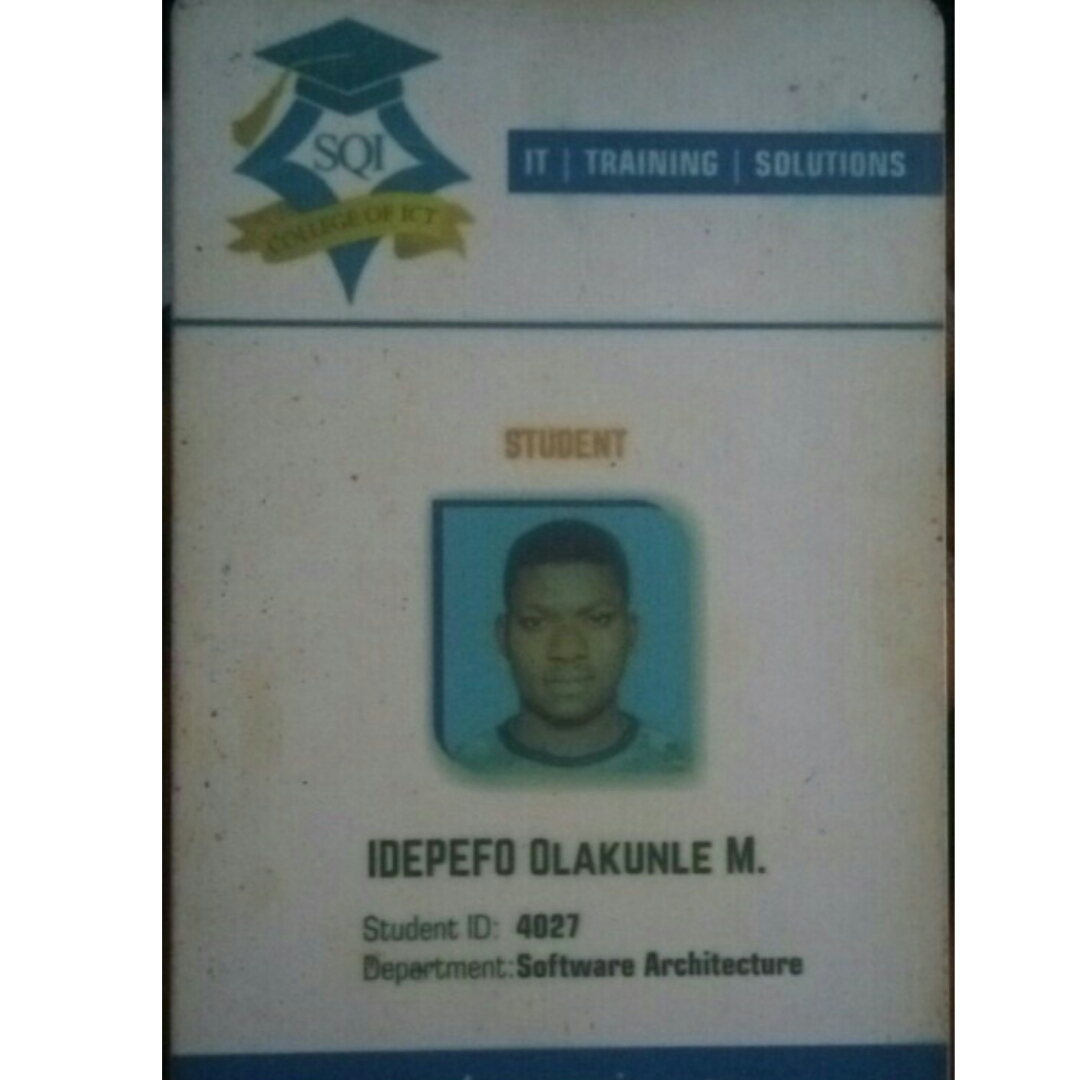 SQI
COLLEGE OF ICT
IT | TRAINING | SOLUTIONS
STUDENT
IDEPEFO OLAKUNLE M.
Student ID: 4027
Department: Software Architecture